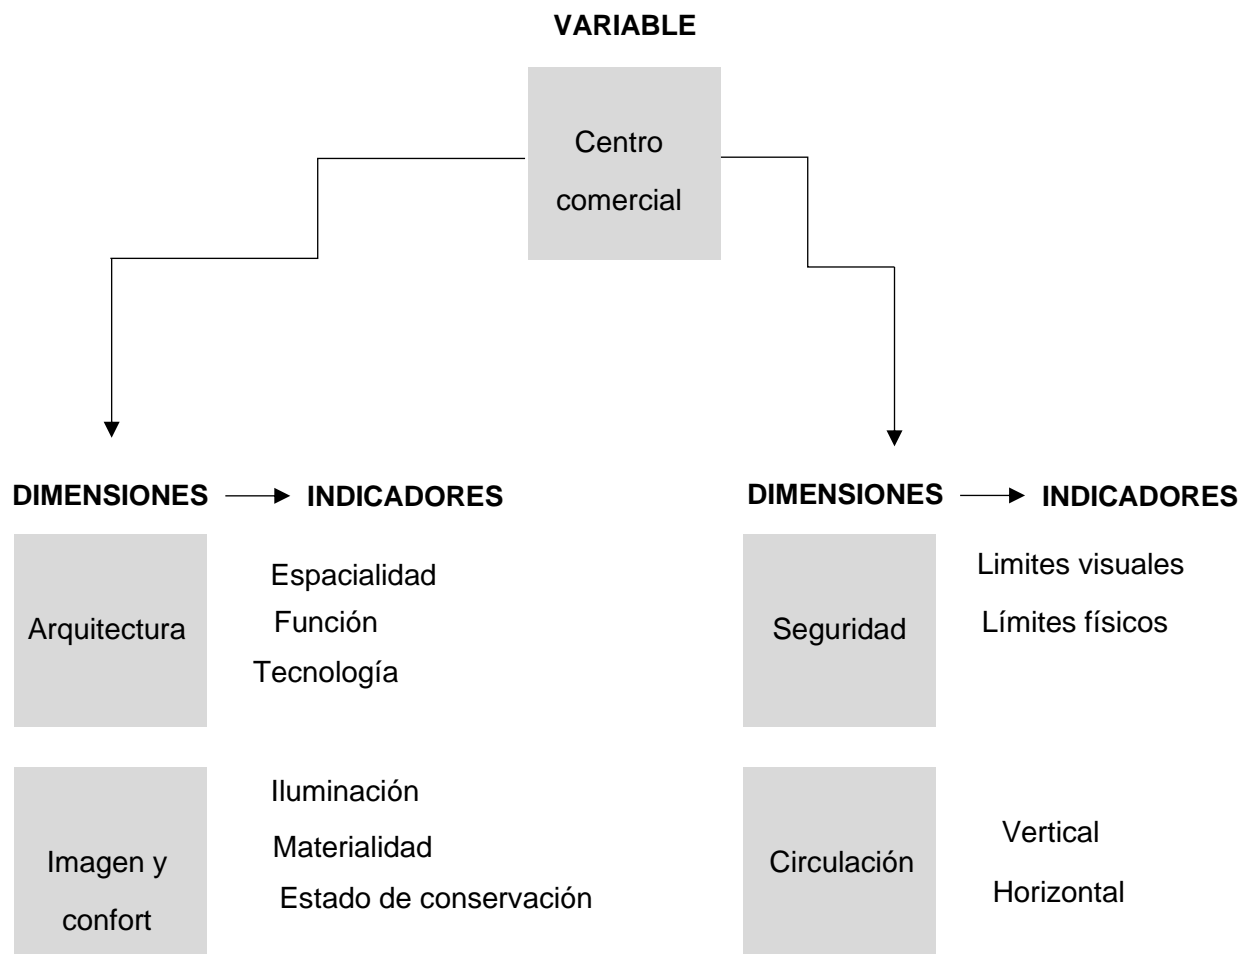 VARIABLE
Centro
comercial
DIMENSIONES
INDICADORES
Arquitectura
Espacialidad
Función
Tecnología
Imagen y
confort
Iluminación
Materialidad
Estado de conservación
DIMENSIONES
INDICADORES
Seguridad
Limites visuales
Límites físicos
Circulación
Vertical
Horizontal